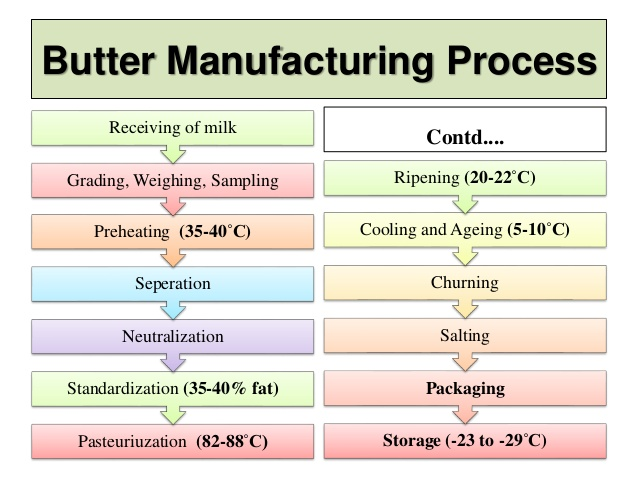 Butter Manufacturing Process
Receiving of milk
Grading, Weighing, Sampling
Preheating (35-40˚C)
Seperation
Neutralization
Standardization (35-40% fat)
Pasteuriuzation (82-88˚C)
Contd....
Ripening (20-22˚C)
Cooling and Ageing (5-10˚C)
Churning
Salting
Packaging
Storage (-23 to -29˚C)